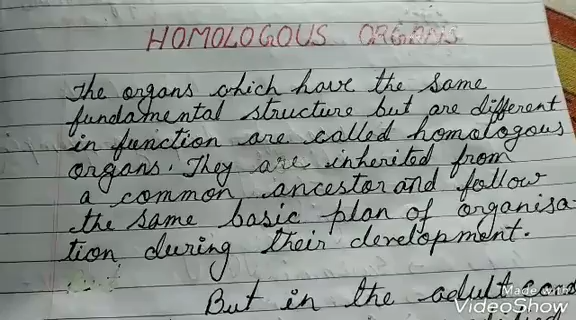 HOMOLOGOUS ORGANS
The organs which have the same
fundamental structure but are different
in function are called homologous
organs. They are inherited from
a common ancestor and follow
the same basic plan of organisa-
tion during their development.
But in the adult cond
Made with
VideoShow